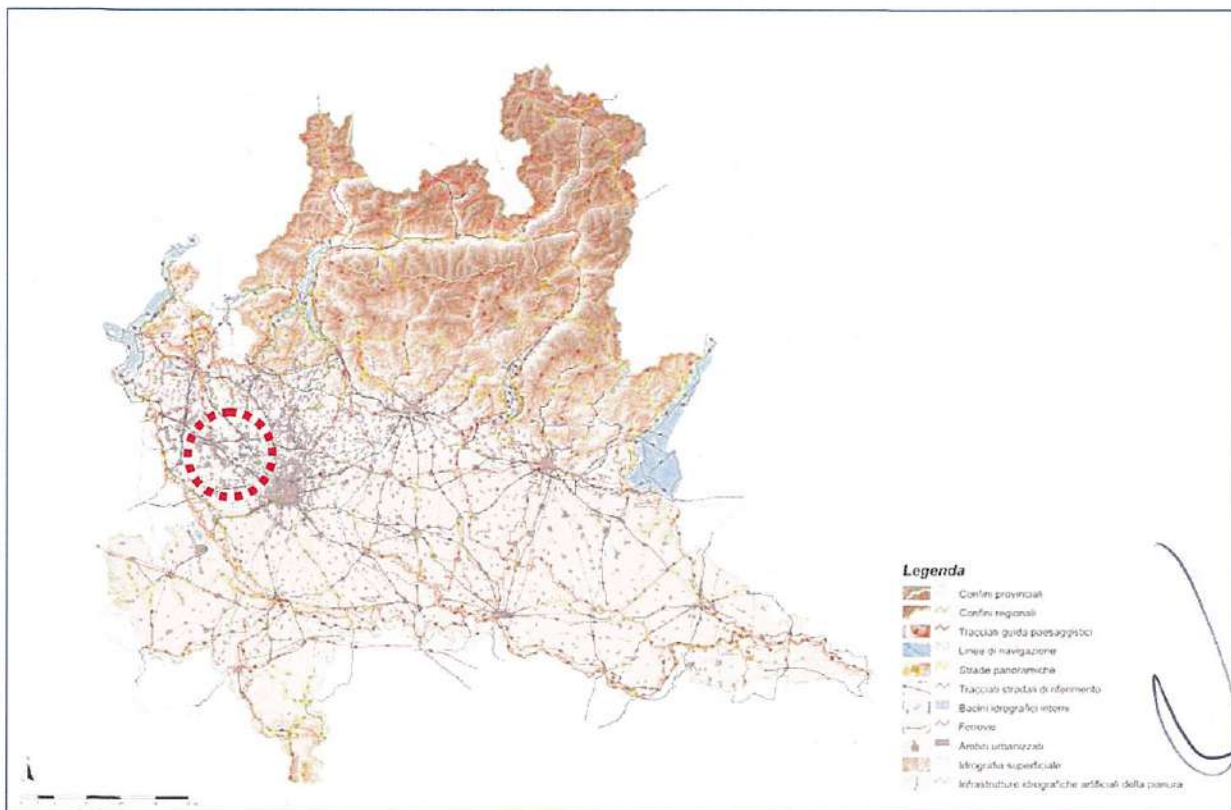 Legenda
Confini provinciali
Confini regionali
Tracciati guida paesaggistici
Linee di navigazione
Strade panoramiche
Tracciati stradali di riferimento
Bacini idrografici interni
Ferrovie
Ambiti urbanizzati
Idrografia superficiale
Infrastrutture idrografiche artificiali della pianura